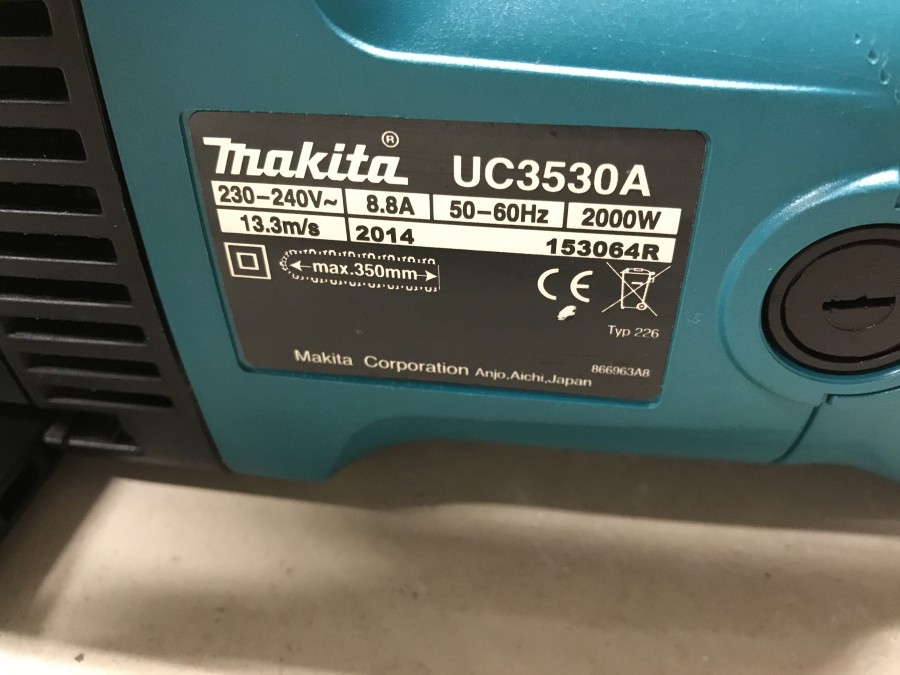 makita® UC3530A
230–240V~ 8.8A 50–60Hz 2000W
13.3m/s 2014 153064R
max.350mm
CE
Typ 226
Makita Corporation Anjo,Aichi,Japan 866963A8